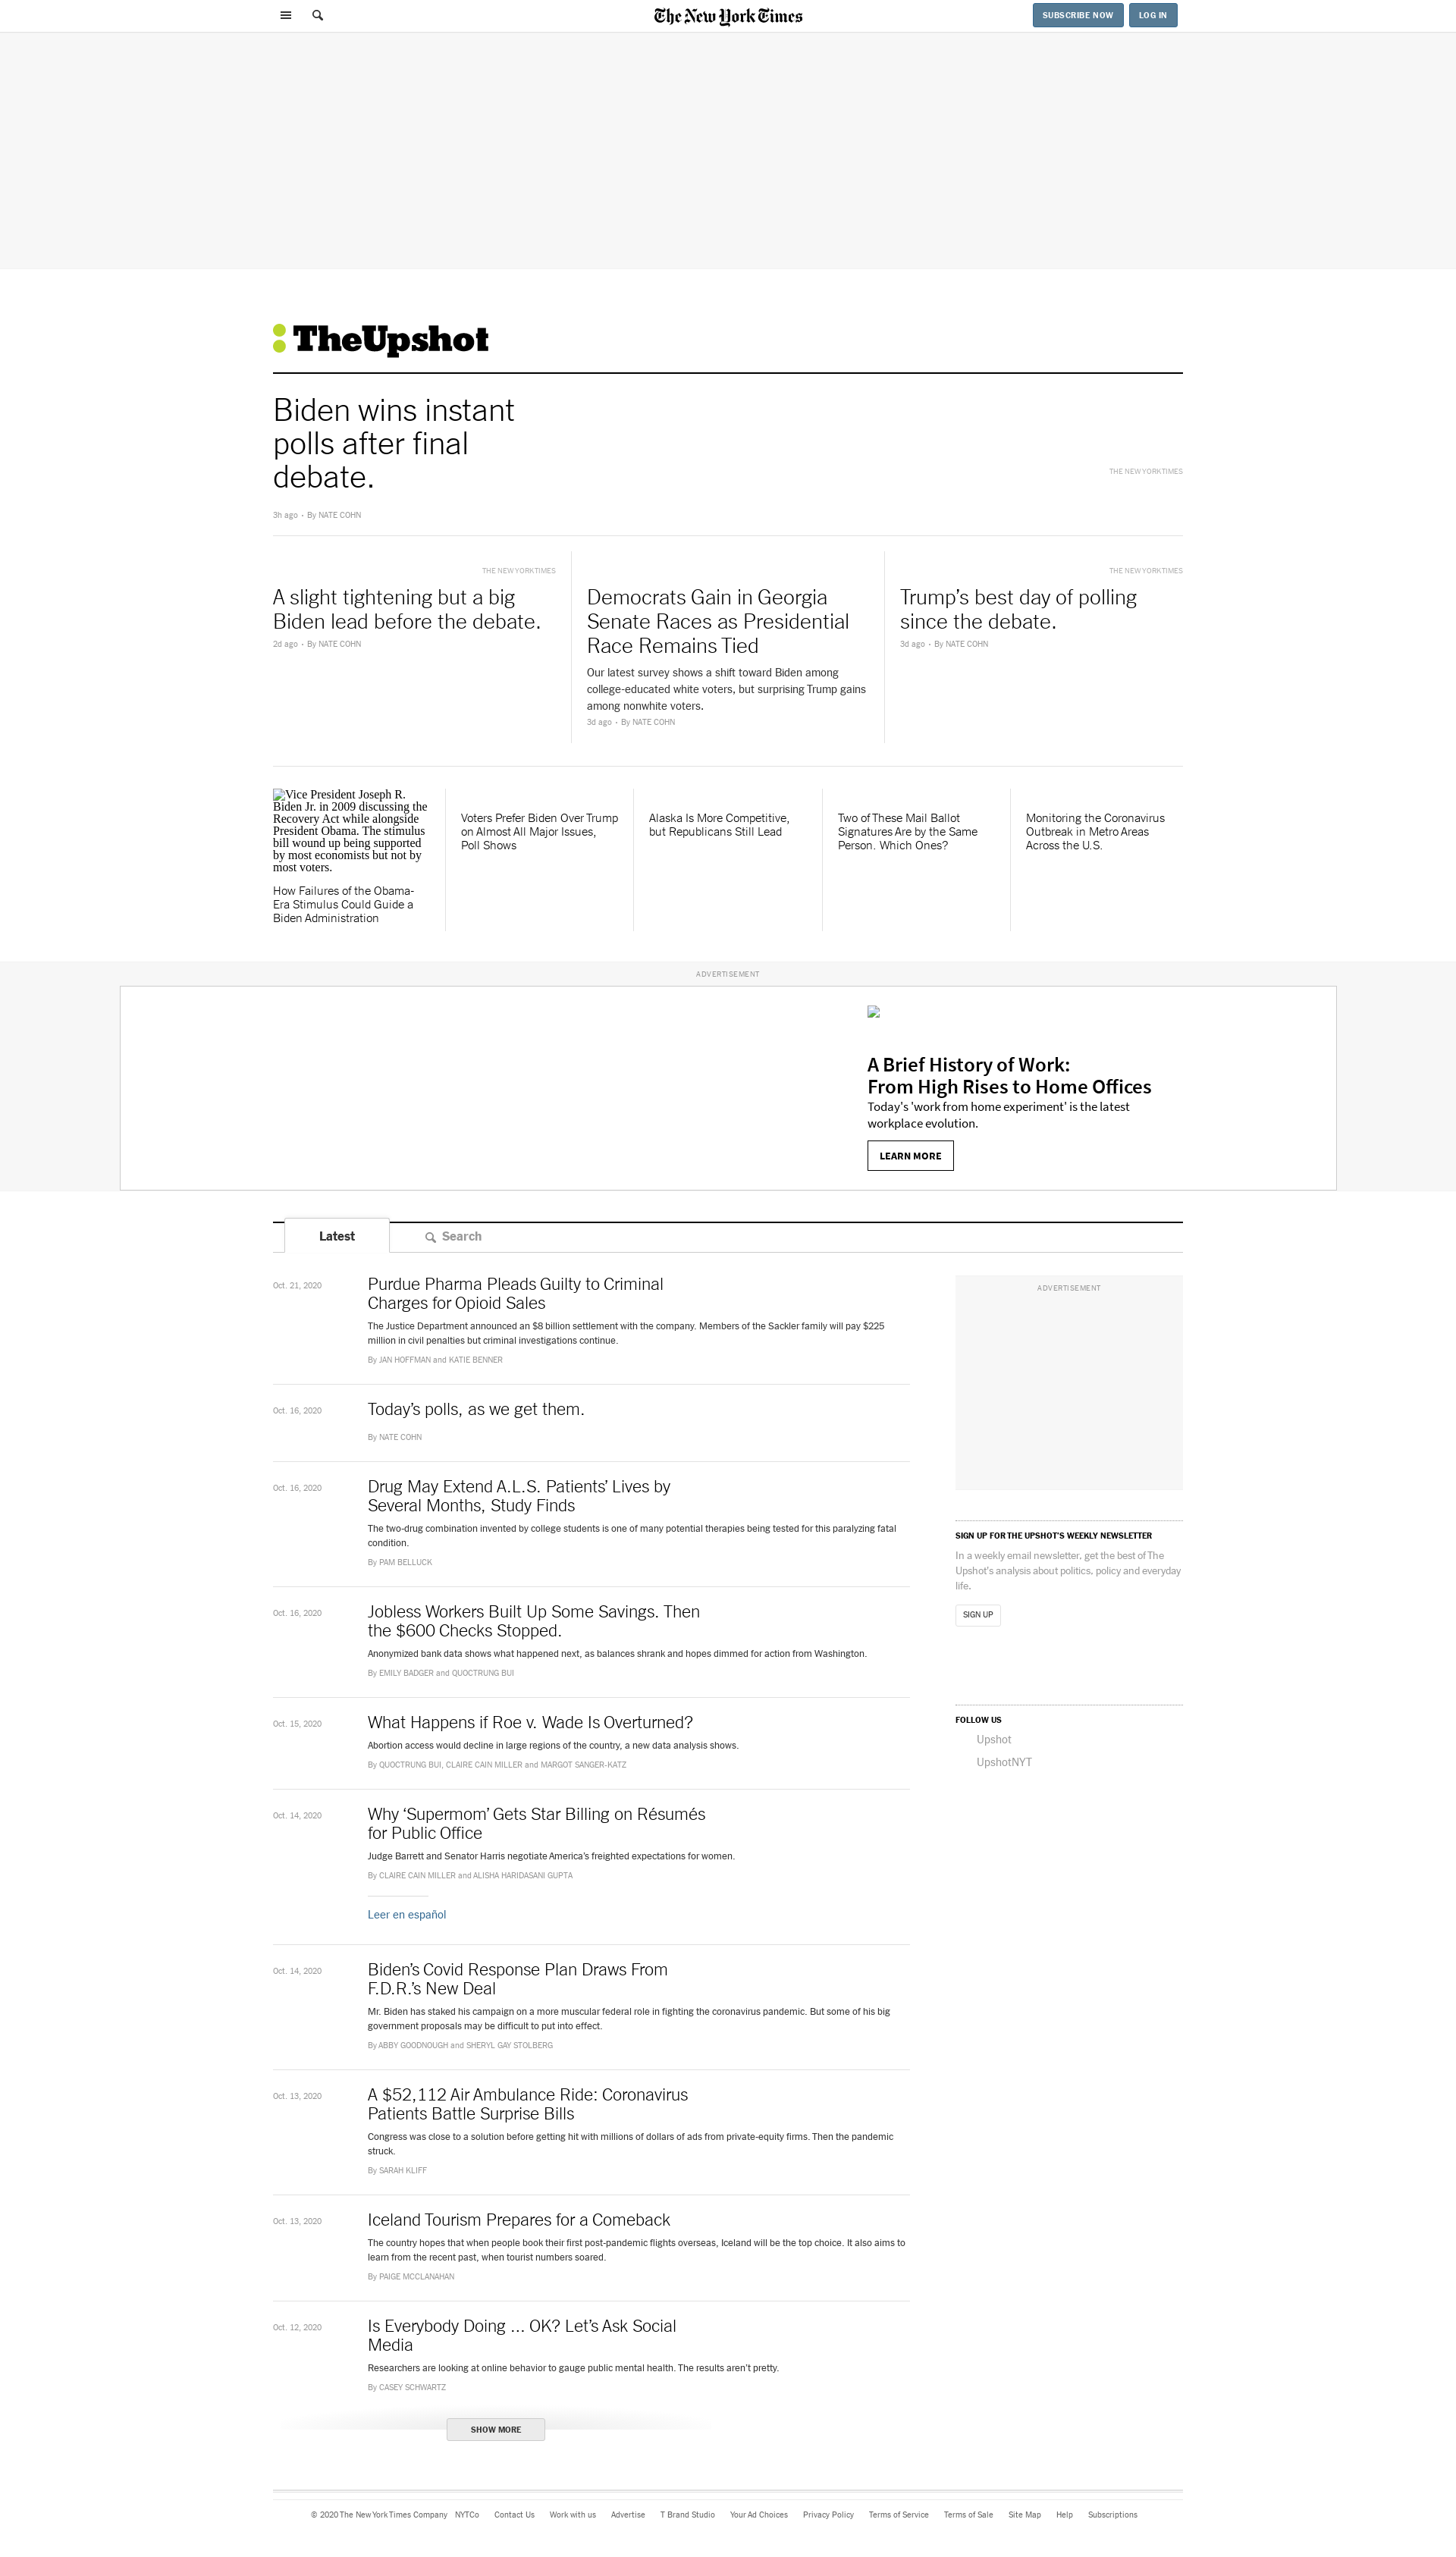 The New York Times
SUBSCRIBE NOW
LOG IN
TheUpshot
Biden wins instant
polls after final
debate.
THE NEW YORK TIMES
3h ago • By NATE COHN
THE NEW YORK TIMES
A slight tightening but a big
Biden lead before the debate.
2d ago • By NATE COHN
Democrats Gain in Georgia
Senate Races as Presidential
Race Remains Tied
Our latest survey shows a shift toward Biden among
college-educated white voters, but surprising Trump gains
among nonwhite voters.
3d ago • By NATE COHN
THE NEW YORK TIMES
Trump’s best day of polling
since the debate.
3d ago • By NATE COHN
Vice President Joseph R.
Biden Jr. in 2009 discussing the
Recovery Act while alongside
President Obama. The stimulus
bill wound up being supported
by most economists but not by
most voters.
How Failures of the Obama-
Era Stimulus Could Guide a
Biden Administration
Voters Prefer Biden Over Trump
on Almost All Major Issues,
Poll Shows
Alaska Is More Competitive,
but Republicans Still Lead
Two of These Mail Ballot
Signatures Are by the Same
Person. Which Ones?
Monitoring the Coronavirus
Outbreak in Metro Areas
Across the U.S.
ADVERTISEMENT
A Brief History of Work:
From High Rises to Home Offices
Today's 'work from home experiment' is the latest
workplace evolution.
LEARN MORE
Latest
Search
Oct. 21, 2020
Purdue Pharma Pleads Guilty to Criminal
Charges for Opioid Sales
The Justice Department announced an $8 billion settlement with the company. Members of the Sackler family will pay $225
million in civil penalties but criminal investigations continue.
By JAN HOFFMAN and KATIE BENNER
Oct. 16, 2020
Today’s polls, as we get them.
By NATE COHN
Oct. 16, 2020
Drug May Extend A.L.S. Patients’ Lives by
Several Months, Study Finds
The two-drug combination invented by college students is one of many potential therapies being tested for this paralyzing fatal
condition.
By PAM BELLUCK
Oct. 16, 2020
Jobless Workers Built Up Some Savings. Then
the $600 Checks Stopped.
Anonymized bank data shows what happened next, as balances shrank and hopes dimmed for action from Washington.
By EMILY BADGER and QUOCTRUNG BUI
Oct. 15, 2020
What Happens if Roe v. Wade Is Overturned?
Abortion access would decline in large regions of the country, a new data analysis shows.
By QUOCTRUNG BUI, CLAIRE CAIN MILLER and MARGOT SANGER-KATZ
Oct. 14, 2020
Why ‘Supermom’ Gets Star Billing on Résumés
for Public Office
Judge Barrett and Senator Harris negotiate America’s freighted expectations for women.
By CLAIRE CAIN MILLER and ALISHA HARIDASANI GUPTA
Leer en español
Oct. 14, 2020
Biden’s Covid Response Plan Draws From
F.D.R.’s New Deal
Mr. Biden has staked his campaign on a more muscular federal role in fighting the coronavirus pandemic. But some of his big
government proposals may be difficult to put into effect.
By ABBY GOODNOUGH and SHERYL GAY STOLBERG
Oct. 13, 2020
A $52,112 Air Ambulance Ride: Coronavirus
Patients Battle Surprise Bills
Congress was close to a solution before getting hit with millions of dollars of ads from private-equity firms. Then the pandemic
struck.
By SARAH KLIFF
Oct. 13, 2020
Iceland Tourism Prepares for a Comeback
The country hopes that when people book their first post-pandemic flights overseas, Iceland will be the top choice. It also aims to
learn from the recent past, when tourist numbers soared.
By PAIGE MCCLANAHAN
Oct. 12, 2020
Is Everybody Doing ... OK? Let’s Ask Social
Media
Researchers are looking at online behavior to gauge public mental health. The results aren’t pretty.
By CASEY SCHWARTZ
SHOW MORE
ADVERTISEMENT
SIGN UP FOR THE UPSHOT’S WEEKLY NEWSLETTER
In a weekly email newsletter, get the best of The
Upshot’s analysis about politics, policy and everyday
life.
SIGN UP
FOLLOW US
Upshot
UpshotNYT
© 2020 The New York Times Company NYTCo Contact Us Work with us Advertise T Brand Studio Your Ad Choices Privacy Policy Terms of Service Terms of Sale Site Map Help Subscriptions